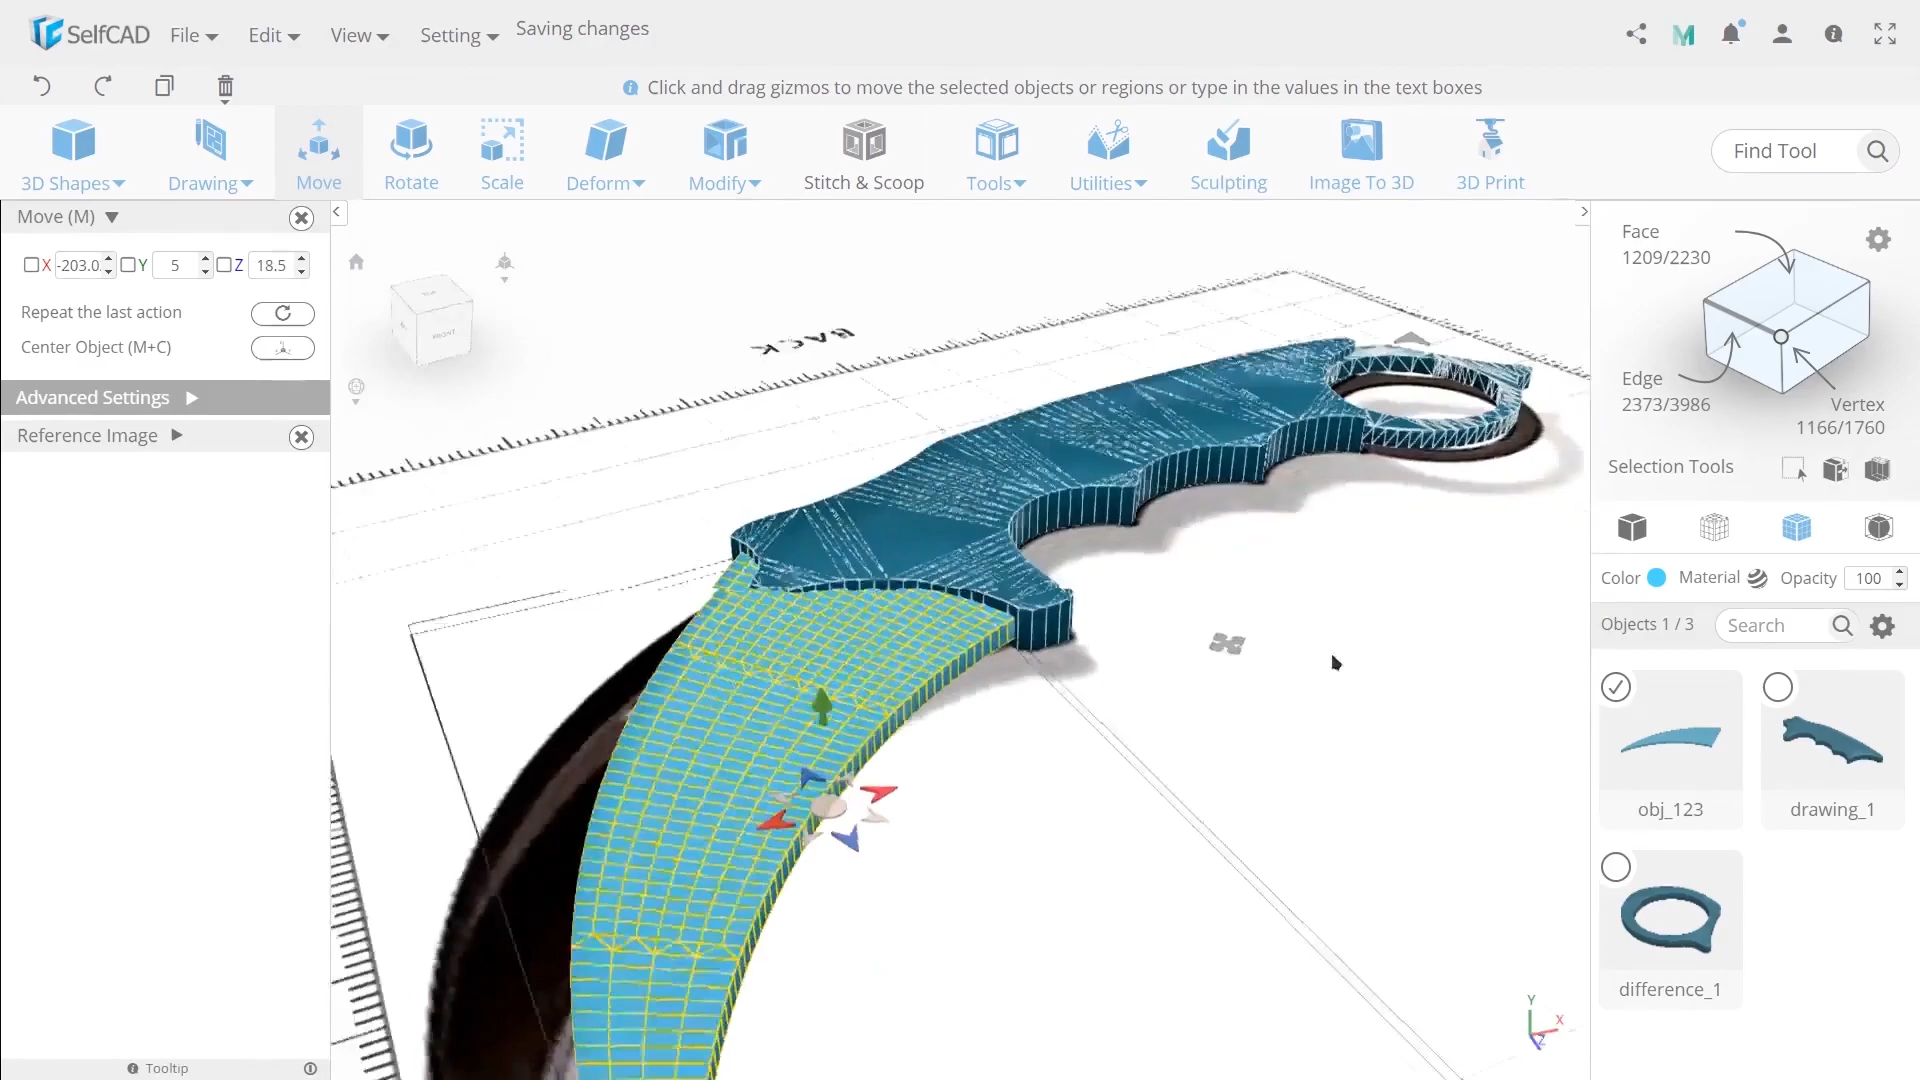 SelfCAD File Edit View Setting Saving changes
Click and drag gizmos to move the selected objects or regions or type in the values in the text boxes
3D Shapes Drawing Move Rotate Scale Deform Modify Stitch & Scoop Tools Utilities Sculpting Image To 3D 3D Print
Find Tool
Move (M)
X -203.0 Y 5 Z 18.5
Repeat the last action
Center Object (M+C)
Advanced Settings
Reference Image
Tooltip
TOP
FRONT
BACK
Face
1209/2230
Edge
2373/3986
Vertex
1166/1760
Selection Tools
Color Material Opacity 100
Objects 1 / 3 Search
obj_123 drawing_1
difference_1
Y
X
Z